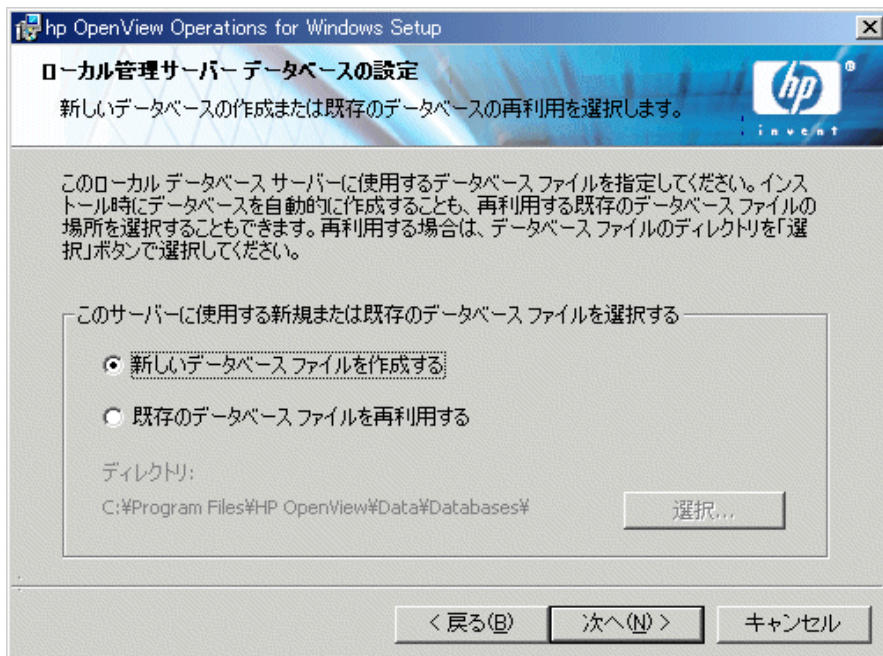 hp OpenView Operations for Windows Setup
ローカル管理サーバー データベースの設定
新しいデータベースの作成または既存のデータベースの再利用を選択します。
hp
®
invent
このローカル データベース サーバーに使用するデータベース ファイルを指定してください。インス
トール時にデータベースを自動的に作成することも、再利用する既存のデータベース ファイルの
場所を選択することもできます。再利用する場合は、データベース ファイルのディレクトリを「選
択」ボタンで選択してください。
このサーバーに使用する新規または既存のデータベース ファイルを選択する
新しいデータベース ファイルを作成する
既存のデータベース ファイルを再利用する
ディレクトリ:
C:¥Program Files¥HP OpenView¥Data¥Databases¥
選択...
< 戻る(B)
次へ(N) >
キャンセル